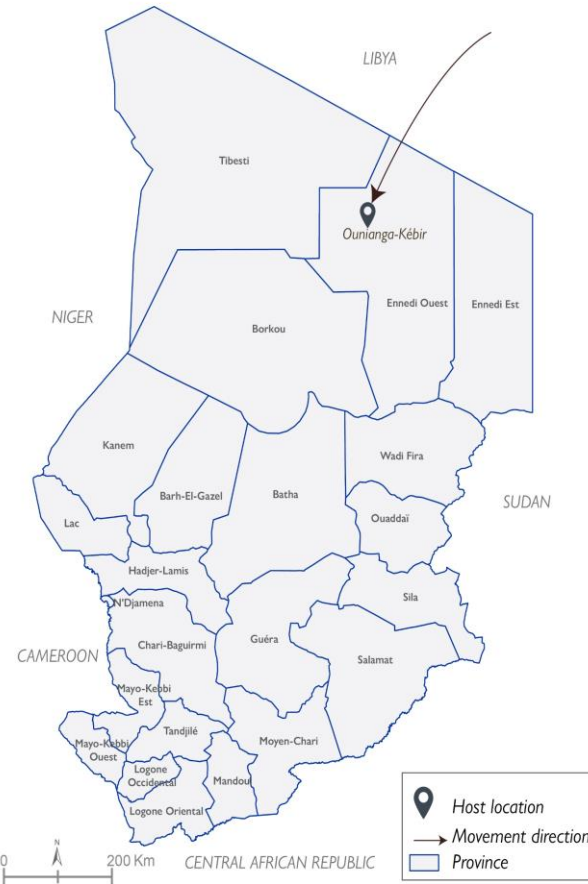 LIBYA
Tibesti
Ounianga-Kébir
NIGER
Borkou
Ennedi Ouest
Ennedi Est
Kanem
Barh-El-Gazel
Batha
Wadi Fira
SUDAN
Lac
Ouaddaï
Hadjer-Lamis
N'Djamena
Sila
Chari-Baguirmi
Guéra
Salamat
CAMEROON
Mayo-Kebbi
Est
Tandjilé
Moyen-Chari
Mayo-Kebbi
Ouest
Logone
Occidental
Mandoul
Logone Oriental
Host location
Movement direction
Province
N
0
200 Km
CENTRAL AFRICAN REPUBLIC